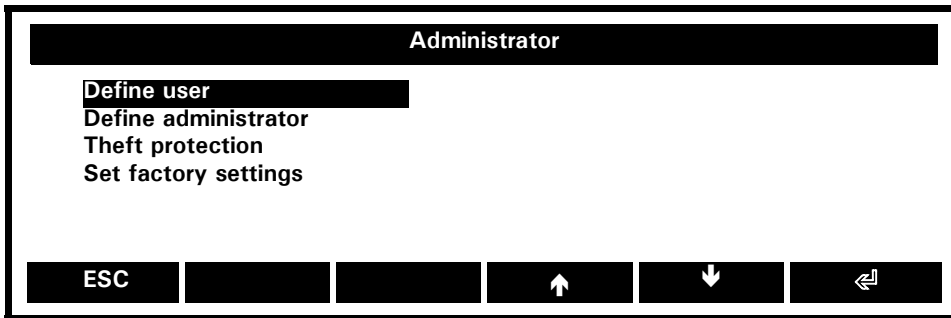 Administrator
Define user
Define administrator
Theft protection
Set factory settings
ESC